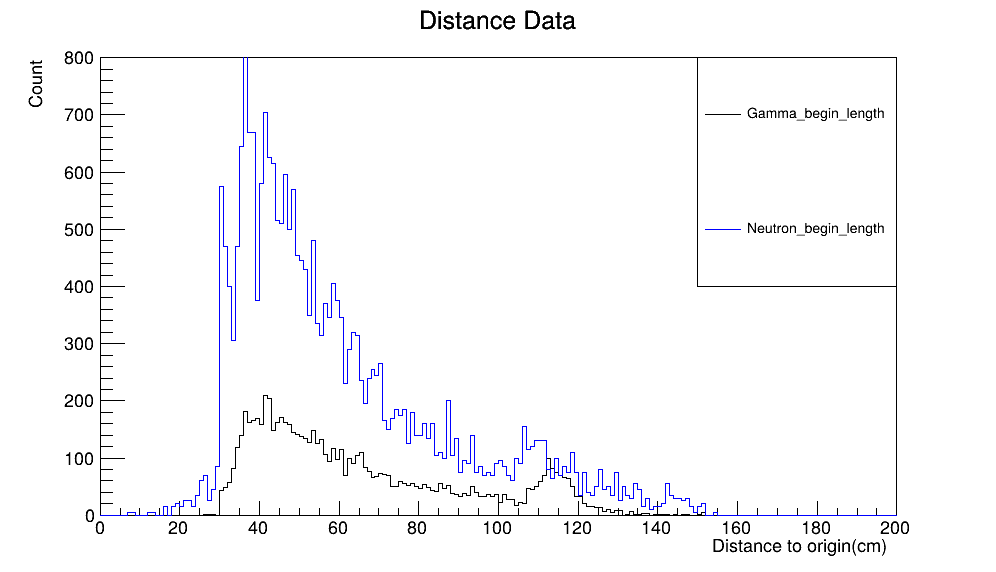 Distance Data
Count
800
700
600
500
400
300
200
100
0
Gamma_begin_length
Neutron_begin_length
0 20 40 60 80 100 120 140 160 180 200
Distance to origin(cm)